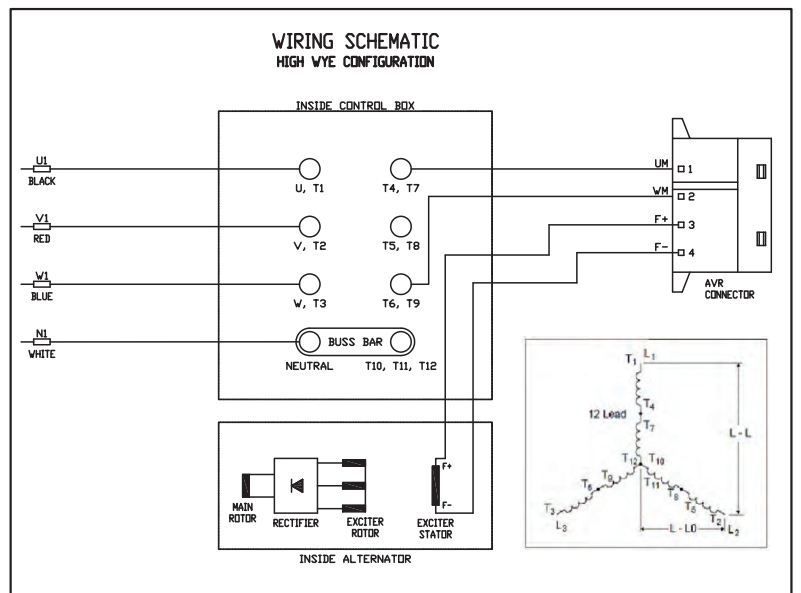 WIRING SCHEMATIC
HIGH WYE CONFIGURATION
INSIDE CONTROL BOX
U1
BLACK
U, T1
T4, T7
UM
1
WM
2
V1
RED
V, T2
T5, T8
F+
3
F-
4
W1
BLUE
W, T3
T6, T9
AVR
CONNECTOR
N1
WHITE
BUSS BAR
NEUTRAL
T10, T11, T12
F+
F-
MAIN
ROTOR
RECTIFIER
EXCITER
ROTOR
EXCITER
STATOR
INSIDE ALTERNATOR
T1
L1
T4
12 Lead
T7
L - L
T12
T10
T9
T11
T6
T8
T5
T3
T2
L3
L - L0
L2